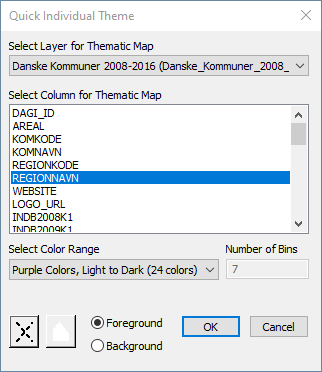 Quick Individual Theme
Select Layer for Thematic Map
Danske Kommuner 2008-2016 (Danske_Kommuner_2008_
Select Column for Thematic Map
DAGI_ID
AREAL
KOMKODE
KOMNAVN
REGIONKODE
REGIONNAVN
WEBSITE
LOGO_URL
INDB2008K1
INDB2009K1
Select Color Range
Number of Bins
Purple Colors, Light to Dark (24 colors)
7
Foreground
OK
Cancel
Background